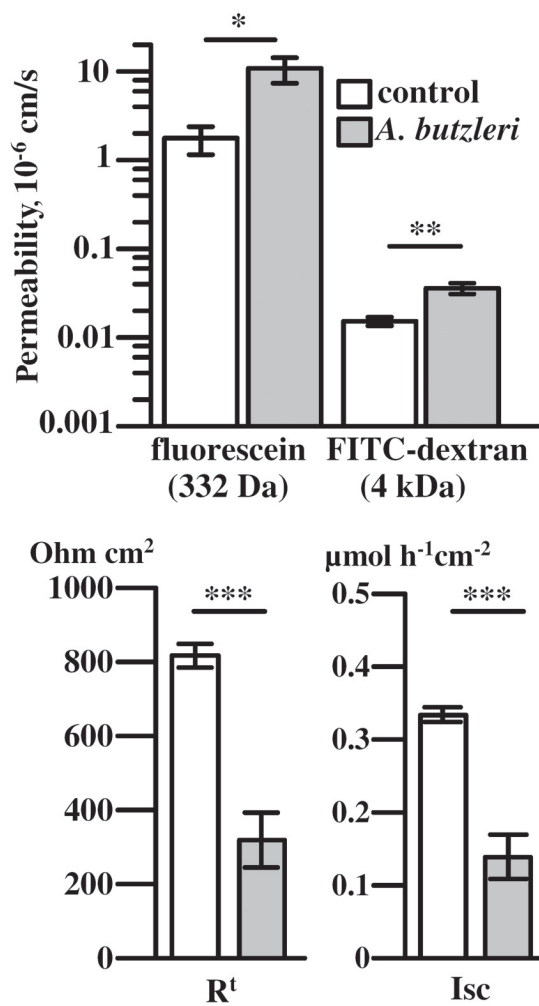 *
10
control
A. butzleri
1
Permeability, 10⁻⁶ cm/s
0.1
**
0.01
0.001
fluorescein
(332 Da)
FITC-dextran
(4 kDa)
Ohm cm²
1000
***
800
600
400
200
0
Rᵗ
µmol h⁻¹cm⁻²
0.5
***
0.4
0.3
0.2
0.1
0
Isc